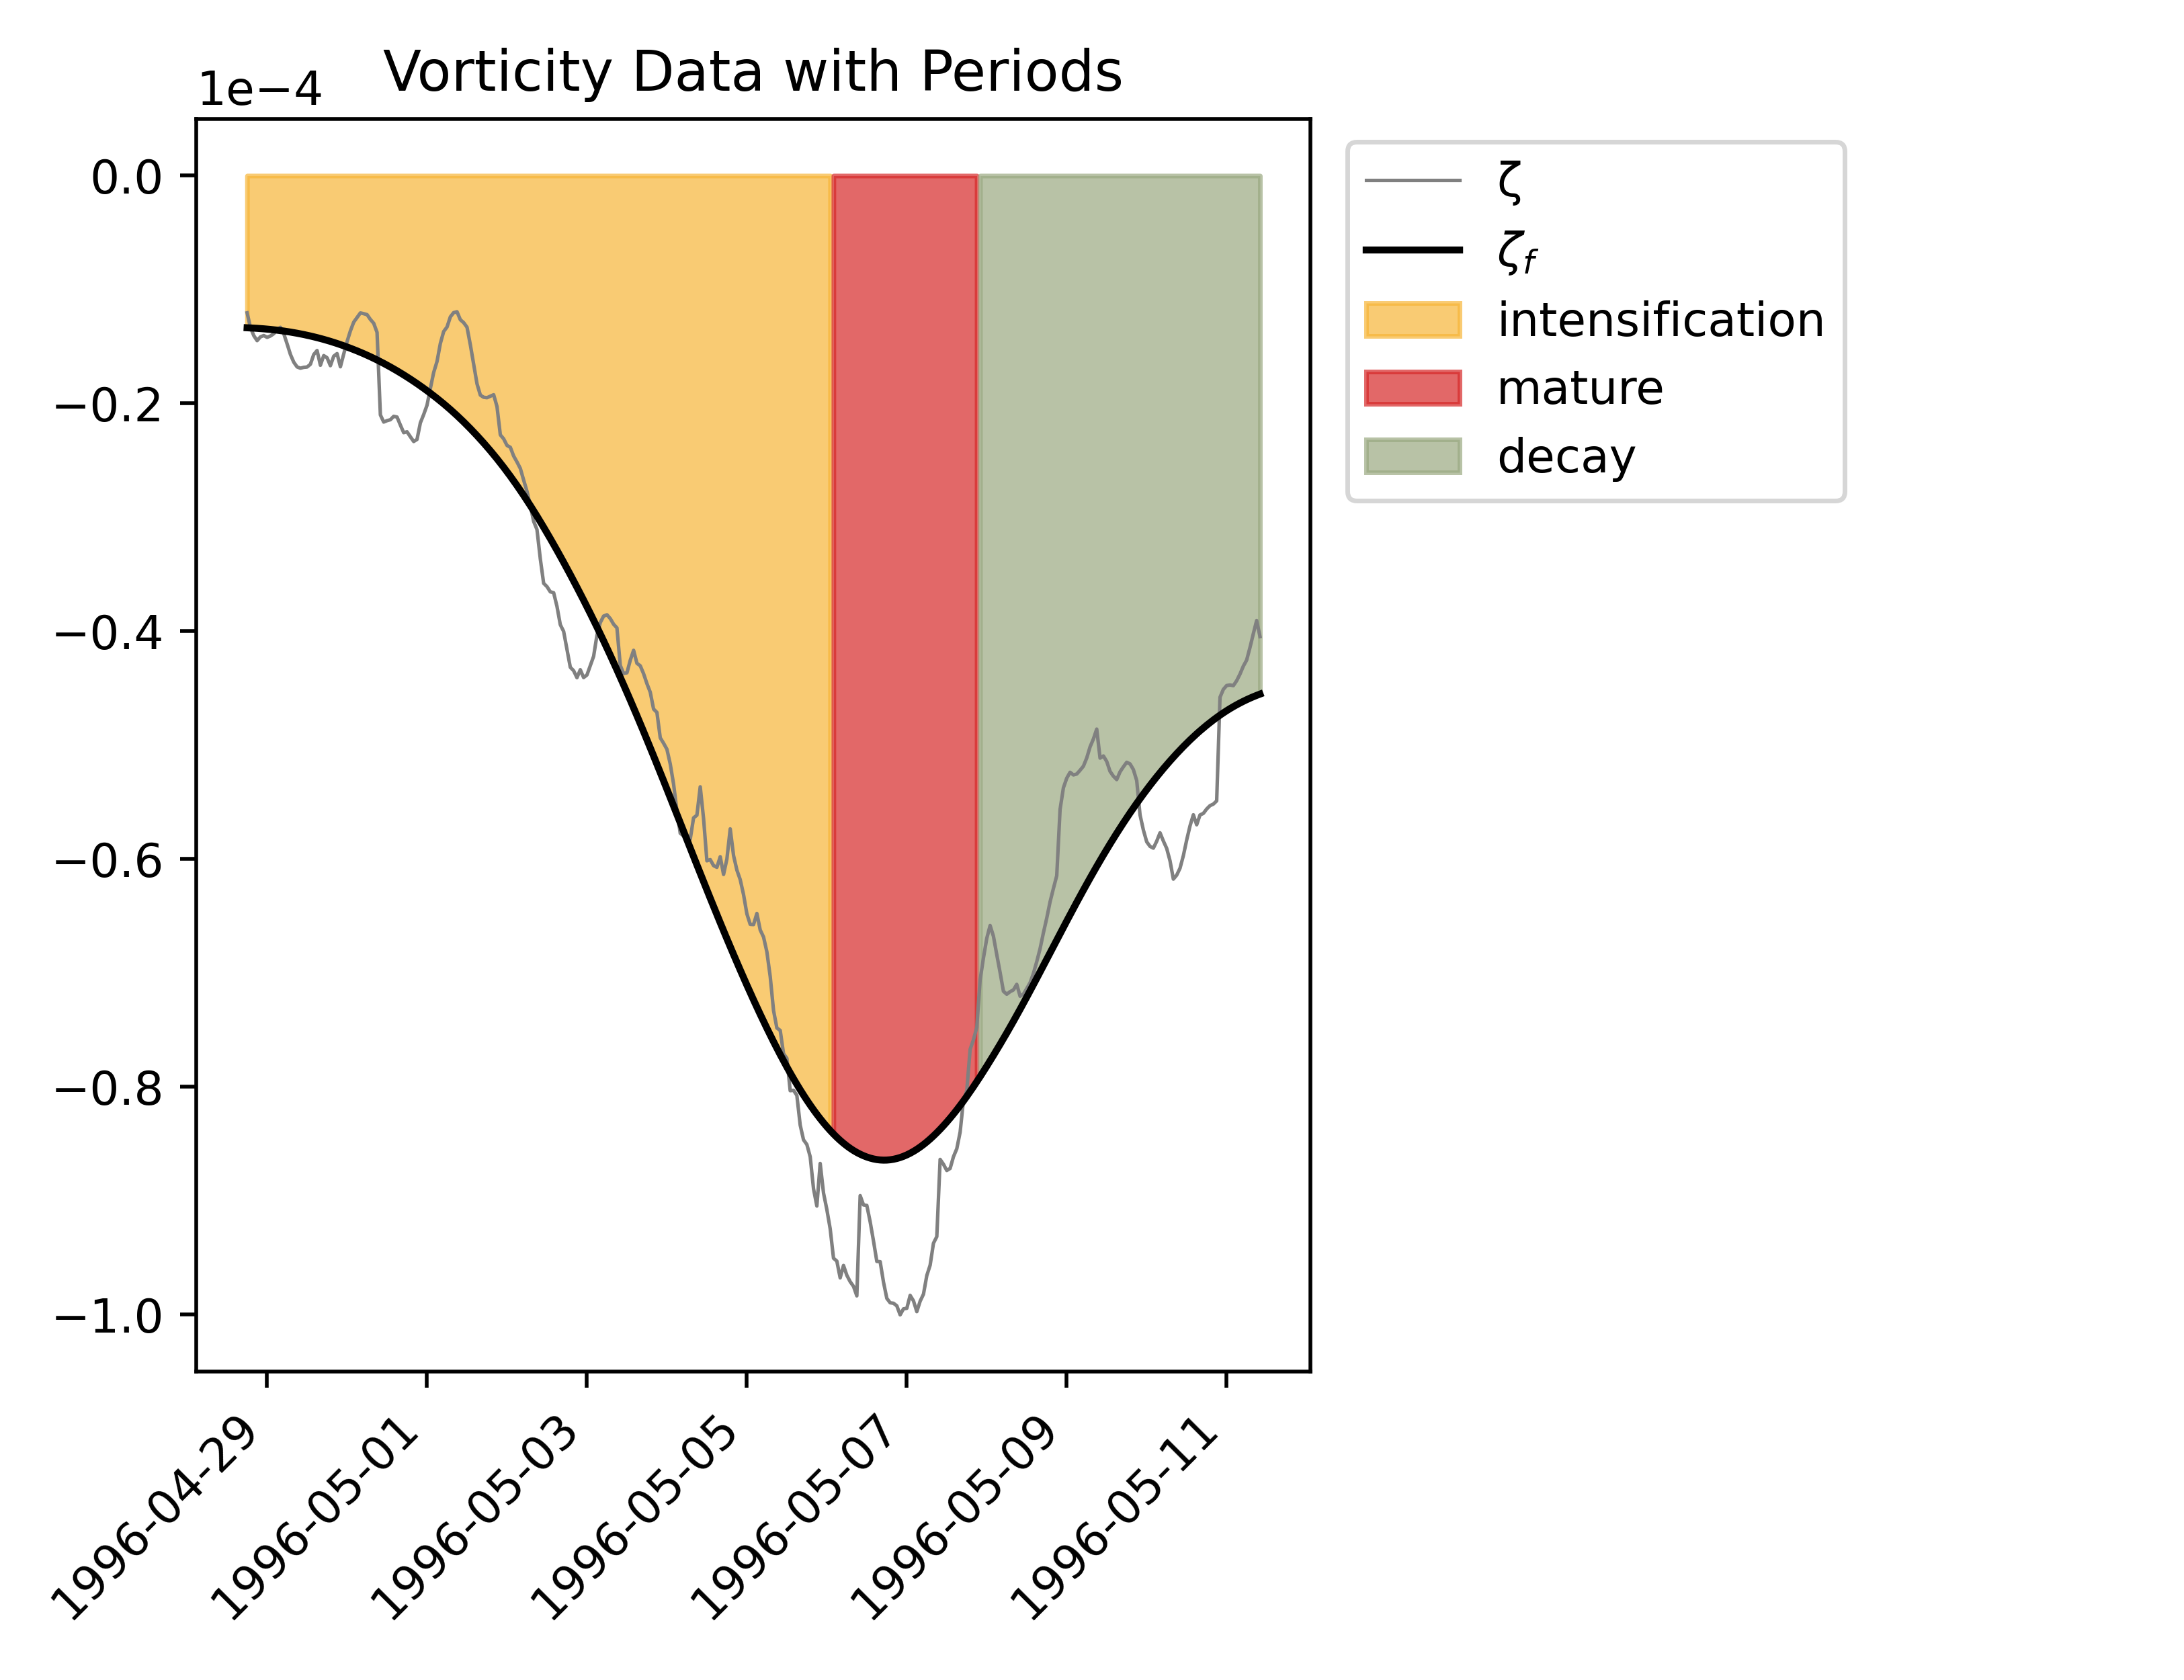 Vorticity Data with Periods
1e−4
0.0
−0.2
−0.4
−0.6
−0.8
−1.0
1996-04-29
1996-05-01
1996-05-03
1996-05-05
1996-05-07
1996-05-09
1996-05-11
ζ
ζf
intensification
mature
decay